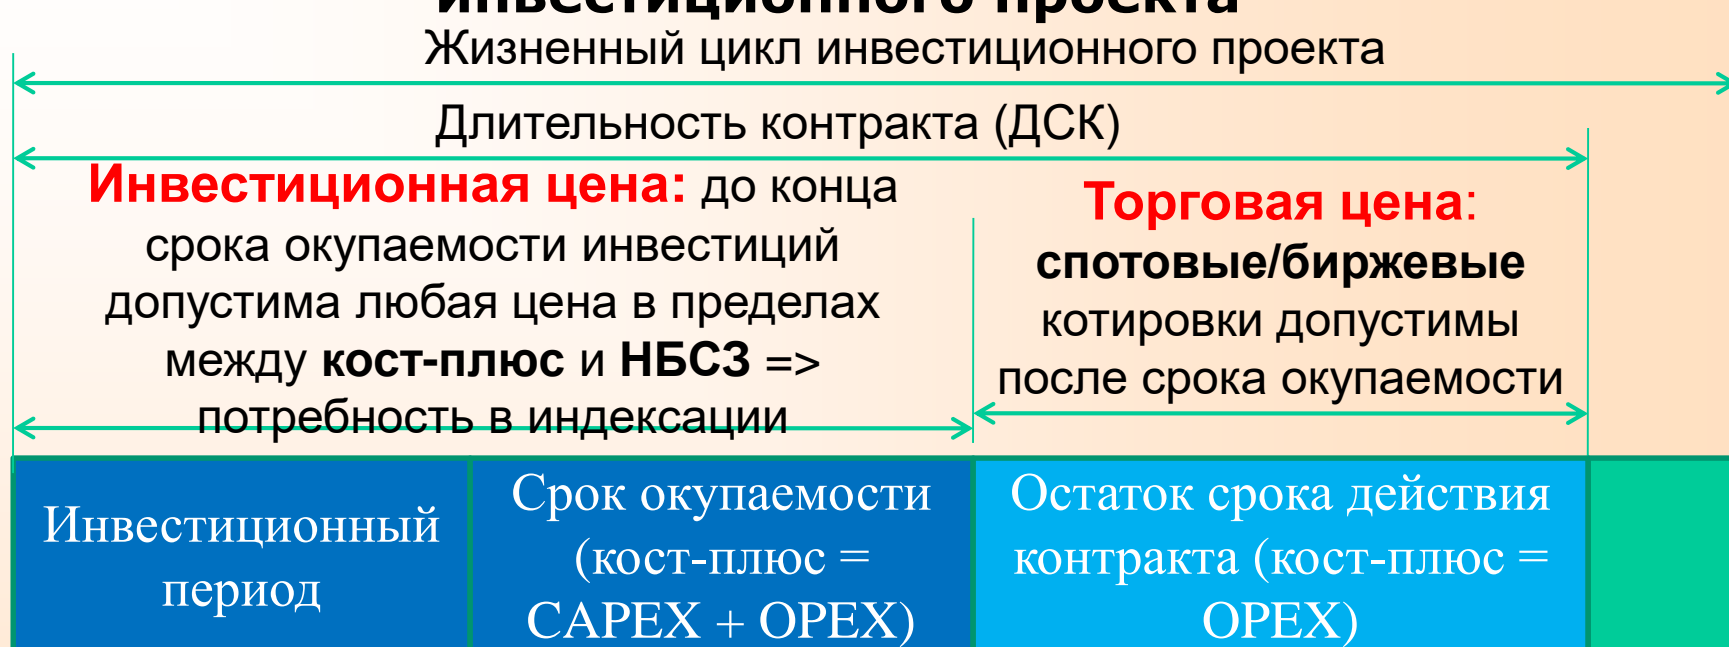 инвестиционного проекта
Жизненный цикл инвестиционного проекта
Длительность контракта (ДСК)
Инвестиционная цена: до конца
срока окупаемости инвестиций
допустима любая цена в пределах
между кост-плюс и НБСЗ =>
потребность в индексации
Торговая цена:
спотовые/биржевые
котировки допустимы
после срока окупаемости
Инвестиционный
период
Срок окупаемости
(кост-плюс =
CAPEX + OPEX)
Остаток срока действия
контракта (кост-плюс =
OPEX)